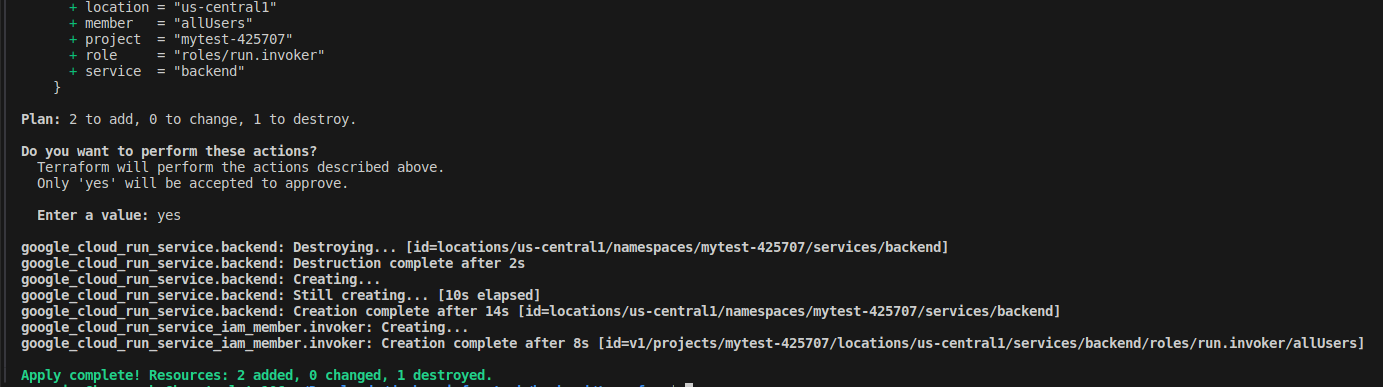 + location = "us-central1"
+ member   = "allUsers"
+ project  = "mytest-425707"
+ role     = "roles/run.invoker"
+ service  = "backend"
}
Plan: 2 to add, 0 to change, 1 to destroy.
Do you want to perform these actions?
Terraform will perform the actions described above.
Only 'yes' will be accepted to approve.
Enter a value: yes
google_cloud_run_service.backend: Destroying... [id=locations/us-central1/namespaces/mytest-425707/services/backend]
google_cloud_run_service.backend: Destruction complete after 2s
google_cloud_run_service.backend: Creating...
google_cloud_run_service.backend: Still creating... [10s elapsed]
google_cloud_run_service.backend: Creation complete after 14s [id=locations/us-central1/namespaces/mytest-425707/services/backend]
google_cloud_run_service_iam_member.invoker: Creating...
google_cloud_run_service_iam_member.invoker: Creation complete after 8s [id=v1/projects/mytest-425707/locations/us-central1/services/backend/roles/run.invoker/allUsers]
Apply complete! Resources: 2 added, 0 changed, 1 destroyed.